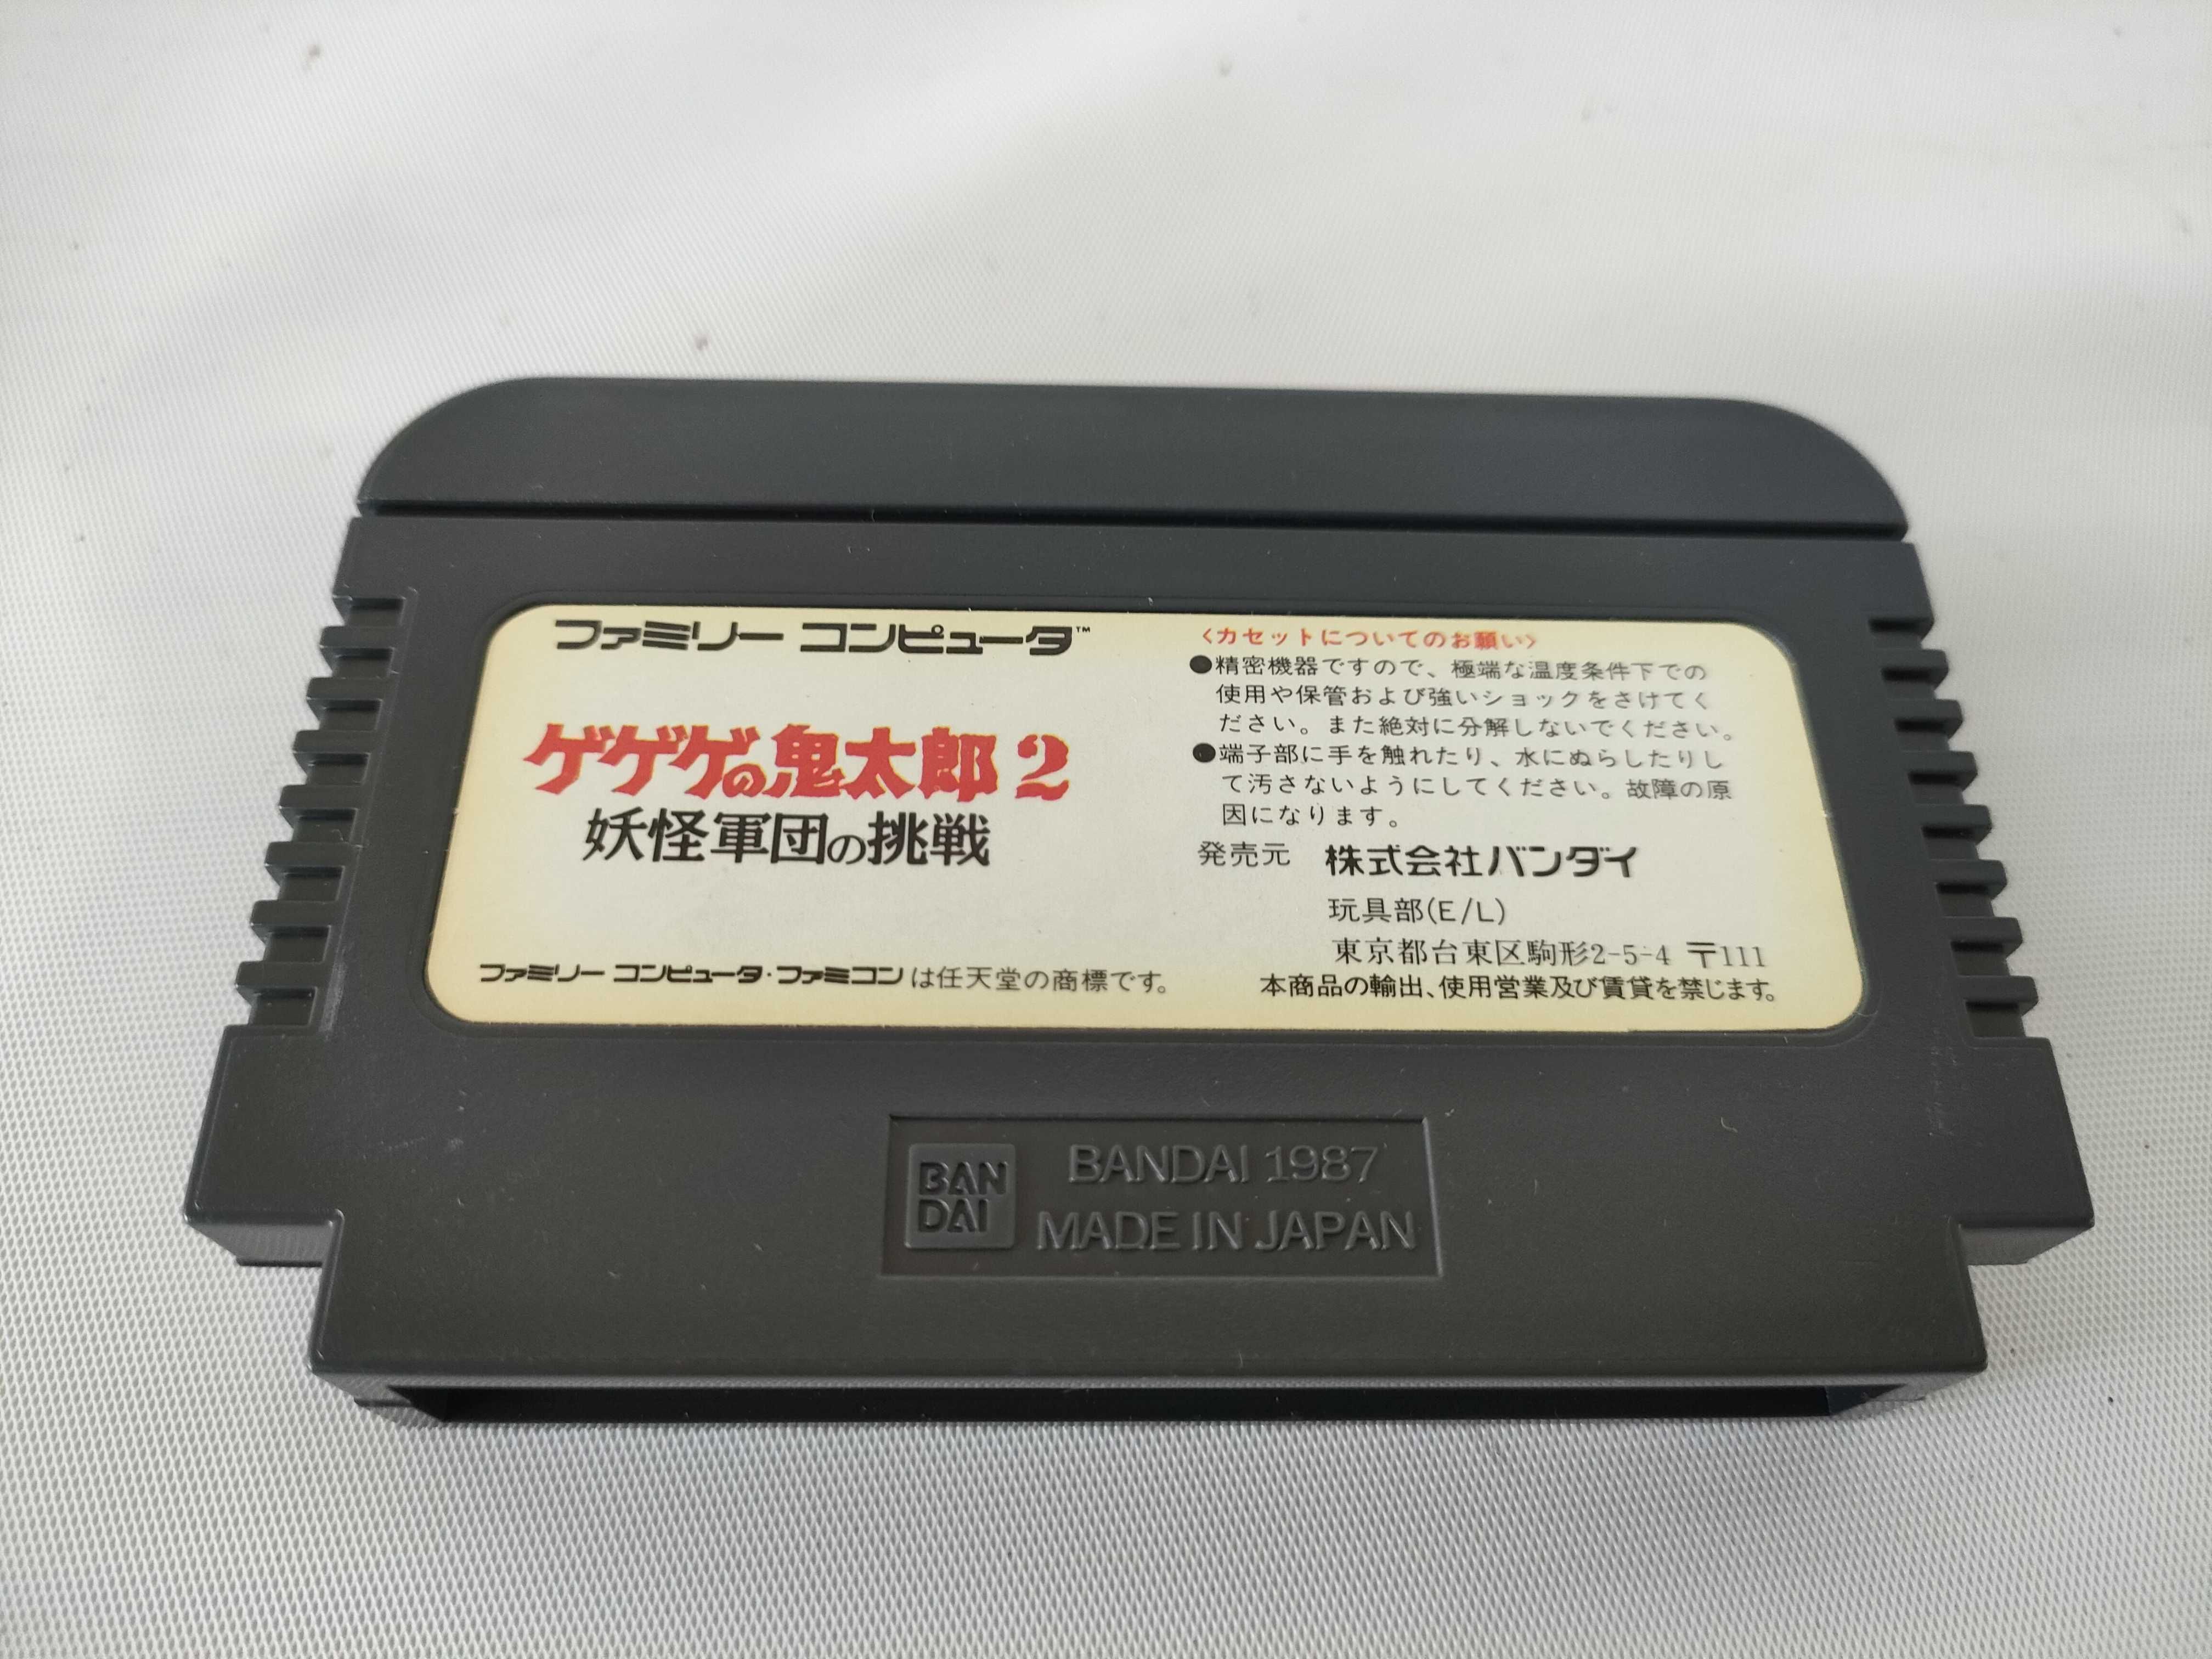 ファミリー コンピュータ™
ゲゲゲの鬼太郎2
妖怪軍団の挑戦
ファミリー コンピュータ・ファミコンは任天堂の商標です。
〈カセットについてのお願い〉
●精密機器ですので、極端な温度条件下での
使用や保管および強いショックをさけてく
ださい。また絶対に分解しないでください。
●端子部に手を触れたり、水にぬらしたりし
て汚さないようにしてください。故障の原
因になります。
発売元 株式会社バンダイ
玩具部(E/L)
東京都台東区駒形2-5-4 〒111
本商品の輸出、使用営業及び賃貸を禁じます。
BAN
DAI
BANDAI 1987
MADE IN JAPAN